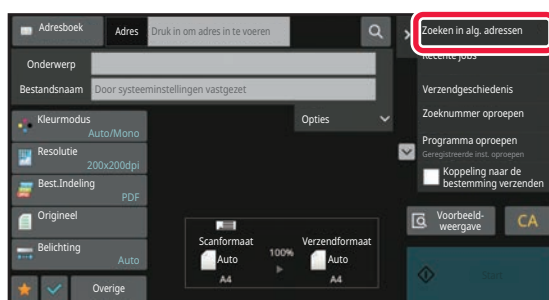 Adresboek
Adres
Druk in om adres in te voeren
Onderwerp
Bestandsnaam
Door systeeminstellingen vastgezet
Kleurmodus
Auto/Mono
Resolutie
200x200dpi
Best.Indeling
PDF
Origineel
Belichting
Auto
Overige
Opties
Scanformaat
Auto
A4
100%
Verzendformaat
Auto
A4
Zoeken in alg. adressen
Recente jobs
Verzendgeschiedenis
Zoeknummer oproepen
Programma oproepen
Geregistreerde inst. oproepen
Koppeling naar de
bestemming verzenden
Voorbeeld-
weergave
CA
Start